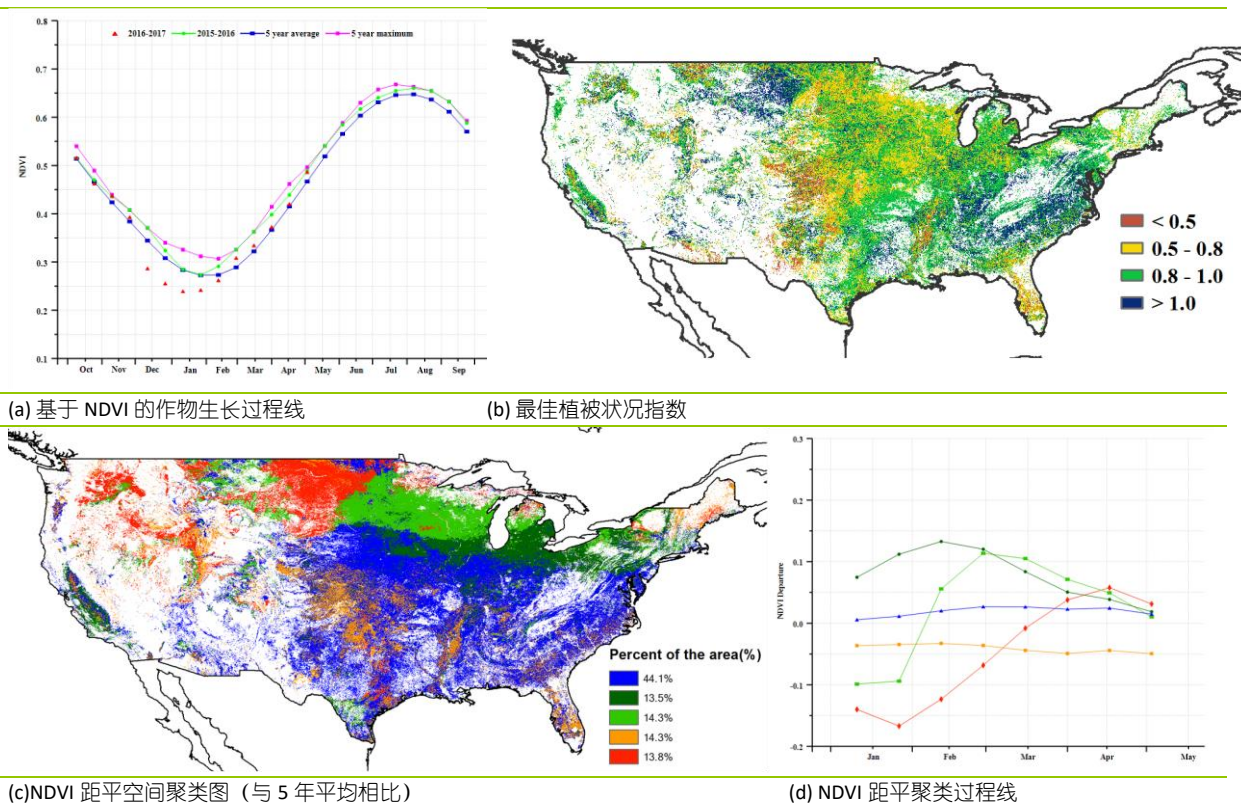 0.8
0.7
0.6
0.5
0.4
0.3
0.2
0.1
NDVI
2016-2017 2015-2016 5 year average 5 year maximum
Oct Nov Dec Jan Feb Mar Apr May Jun Jul Aug Sep
< 0.5
0.5 - 0.8
0.8 - 1.0
> 1.0
(a) 基于 NDVI 的作物生长过程线
(b) 最佳植被状况指数
Percent of the area(%)
44.1%
13.5%
14.3%
14.3%
13.8%
0.3
0.2
0.1
0.0
-0.1
-0.2
NDVI Departure
Jan Feb Mar Apr May
(c)NDVI 距平空间聚类图（与 5 年平均相比）
(d) NDVI 距平聚类过程线